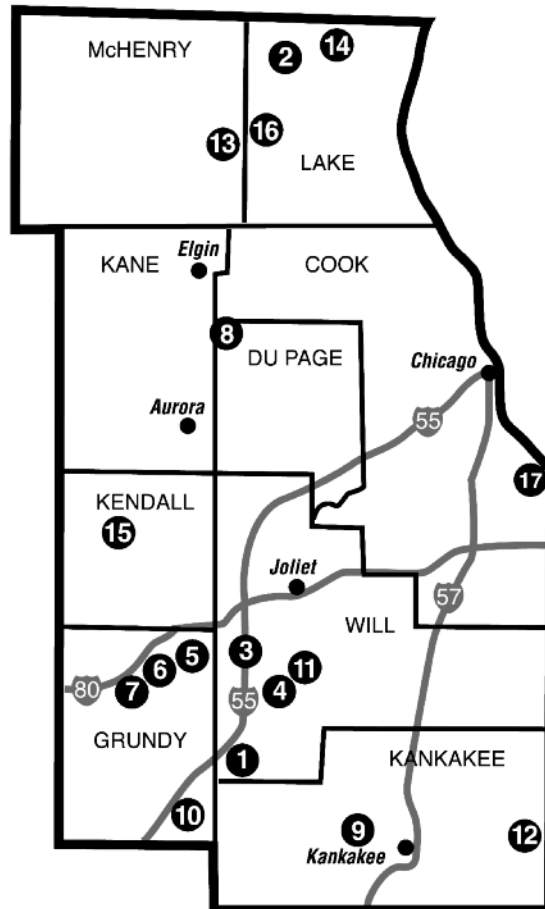 McHENRY
2
14
13
16
LAKE
Elgin
KANE
COOK
8
DU PAGE
Chicago
Aurora
55
17
KENDALL
15
Joliet
57
WILL
3
5
6
11
80
7
55
4
GRUNDY
1
KANKAKEE
10
9
12
Kankakee